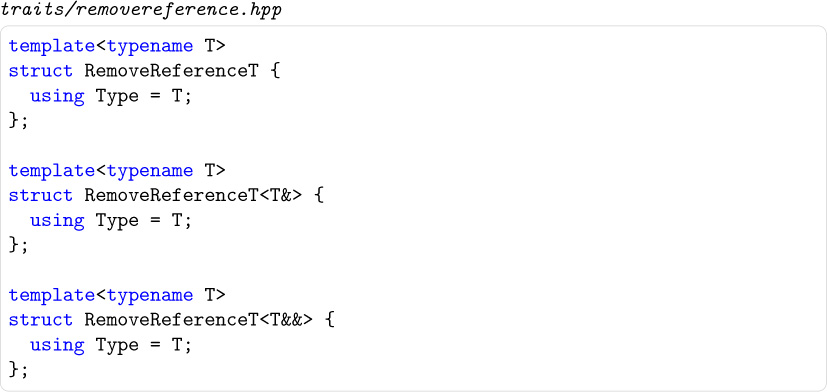 traits/removereference.hpp
template<typename T>
struct RemoveReferenceT {
  using Type = T;
};

template<typename T>
struct RemoveReferenceT<T&> {
  using Type = T;
};

template<typename T>
struct RemoveReferenceT<T&&> {
  using Type = T;
};